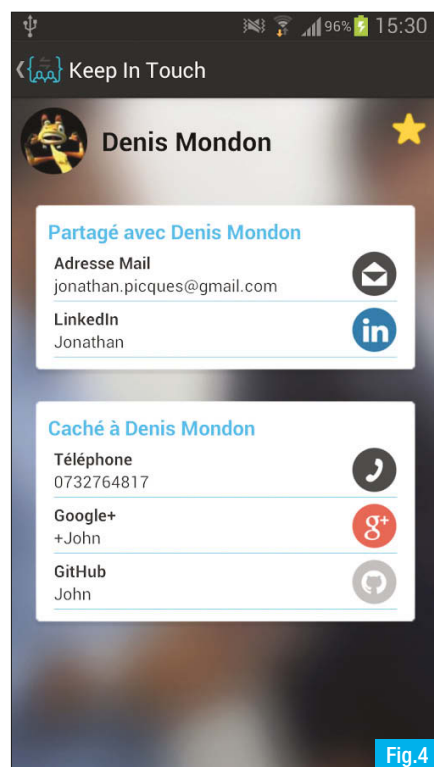 96% 15:30
Keep In Touch
Denis Mondon
Partagé avec Denis Mondon
Adresse Mail
jonathan.picques@gmail.com
LinkedIn
Jonathan
in
Caché à Denis Mondon
Téléphone
0732764817
Google+
+John
g+
GitHub
John
Fig.4